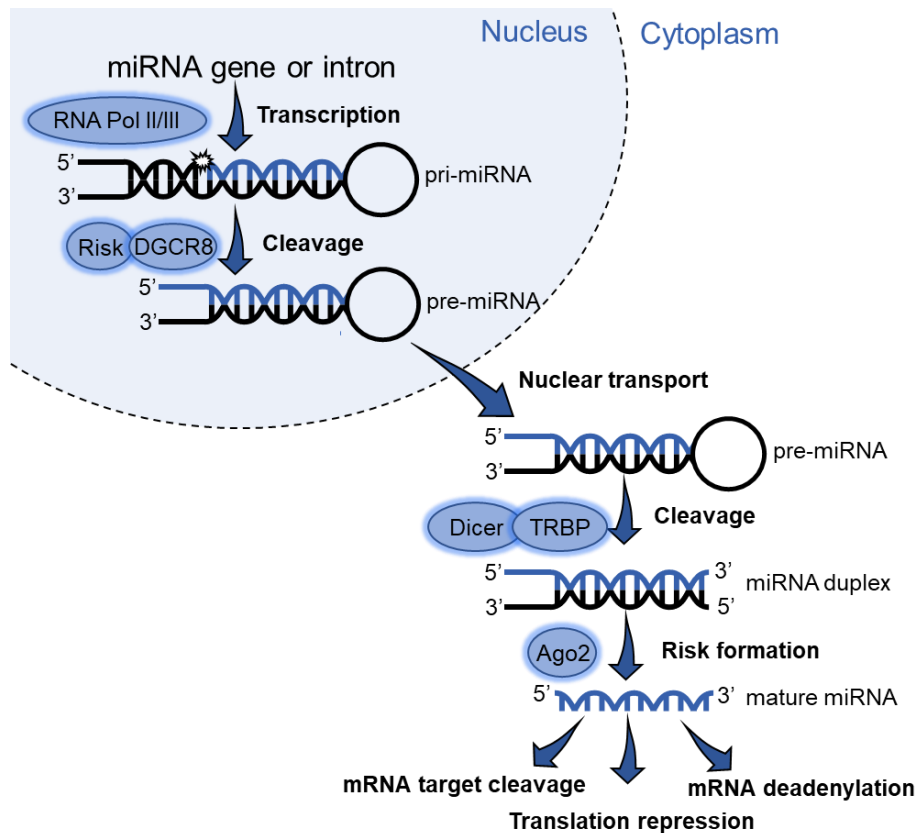 Nucleus
Cytoplasm
miRNA gene or intron
RNA Pol II/III
Transcription
5’
3’
pri-miRNA
Risk
DGCR8
Cleavage
5’
3’
pre-miRNA
Nuclear transport
5’
3’
pre-miRNA
Dicer
TRBP
Cleavage
5’
3’
3’
5’
miRNA duplex
Ago2
Risk formation
5’
3’
mature miRNA
mRNA target cleavage
mRNA deadenylation
Translation repression